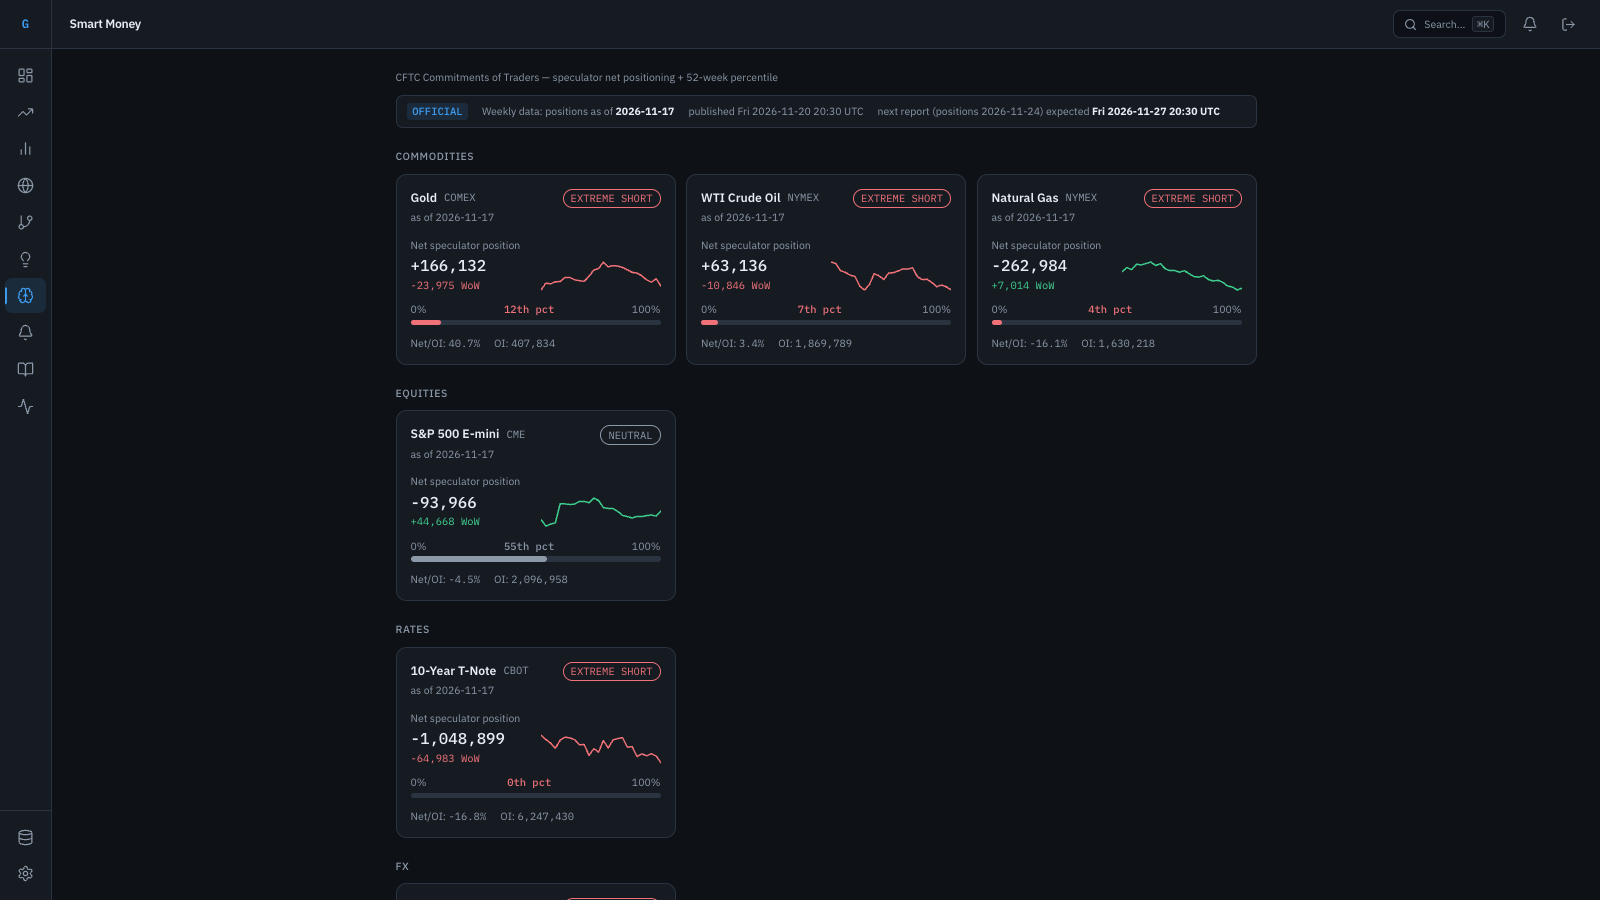 G
Smart Money
Search... ⌘K
CFTC Commitments of Traders — speculator net positioning + 52-week percentile
OFFICIAL Weekly data: positions as of 2026-11-17 published Fri 2026-11-20 20:30 UTC next report (positions 2026-11-24) expected Fri 2026-11-27 20:30 UTC
COMMODITIES
Gold COMEX EXTREME SHORT
as of 2026-11-17
Net speculator position
+166,132
-23,975 WoW
0% 12th pct 100%
Net/OI: 40.7% OI: 407,834
WTI Crude Oil NYMEX EXTREME SHORT
as of 2026-11-17
Net speculator position
+63,136
-10,846 WoW
0% 7th pct 100%
Net/OI: 3.4% OI: 1,869,789
Natural Gas NYMEX EXTREME SHORT
as of 2026-11-17
Net speculator position
-262,984
+7,014 WoW
0% 4th pct 100%
Net/OI: -16.1% OI: 1,630,218
EQUITIES
S&P 500 E-mini CME NEUTRAL
as of 2026-11-17
Net speculator position
-93,966
+44,668 WoW
0% 55th pct 100%
Net/OI: -4.5% OI: 2,096,958
RATES
10-Year T-Note CBOT EXTREME SHORT
as of 2026-11-17
Net speculator position
-1,048,899
-64,983 WoW
0% 0th pct 100%
Net/OI: -16.8% OI: 6,247,430
FX